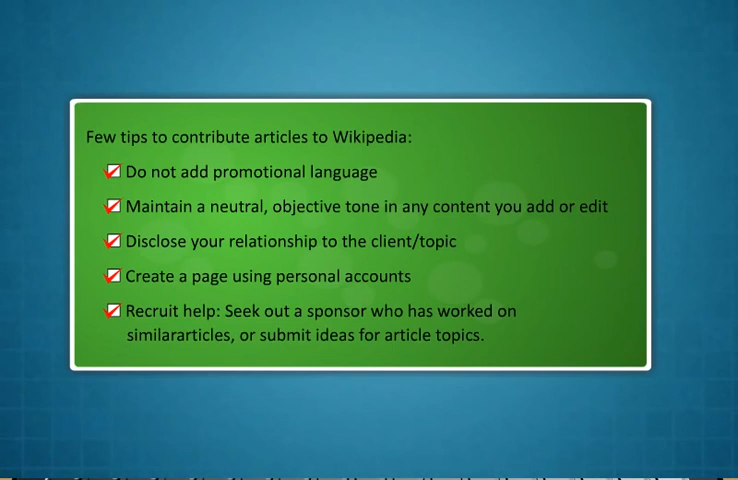 Few tips to contribute articles to Wikipedia:
Do not add promotional language
Maintain a neutral, objective tone in any content you add or edit
Disclose your relationship to the client/topic
Create a page using personal accounts
Recruit help: Seek out a sponsor who has worked on
similararticles, or submit ideas for article topics.